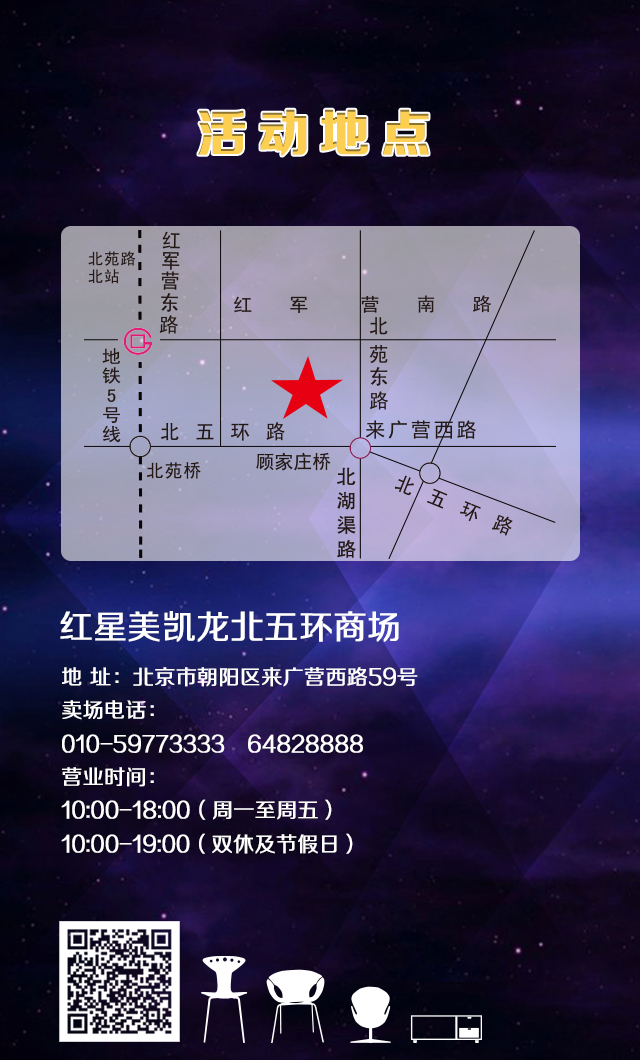 活动地点
北苑路
北站
红军营东路
红军营南路
北苑东路
地铁5号线
北五环路
来广营西路
北苑桥
顾家庄桥
北湖渠路
北五环路
红星美凯龙北五环商场
地 址：北京市朝阳区来广营西路59号
卖场电话：
010-59773333 64828888
营业时间：
10:00-18:00（周一至周五）
10:00-19:00（双休及节假日）